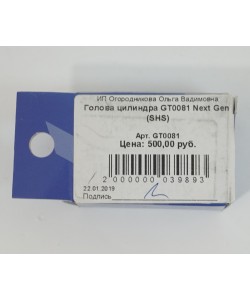 ИП Огородникова Ольга Вадимовна
Голова цилиндра GT0081 Next Gen
(SHS)
Арт. GT0081
Цена: 500,00 руб.
2 000000 039893
22.01.2019
Подпись